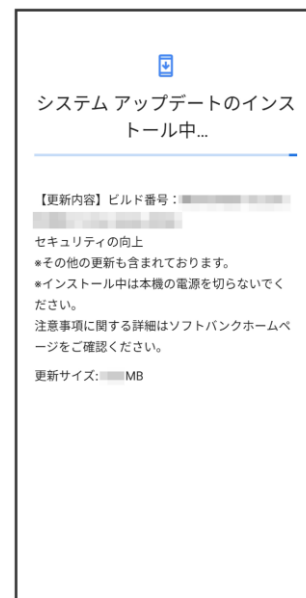 システム アップデートのインス
トール中...
【更新内容】ビルド番号：
セキュリティの向上
※その他の更新も含まれております。
※インストール中は本機の電源を切らないでく
ださい。
注意事項に関する詳細はソフトバンクホームペ
ージをご確認ください。
更新サイズ: MB